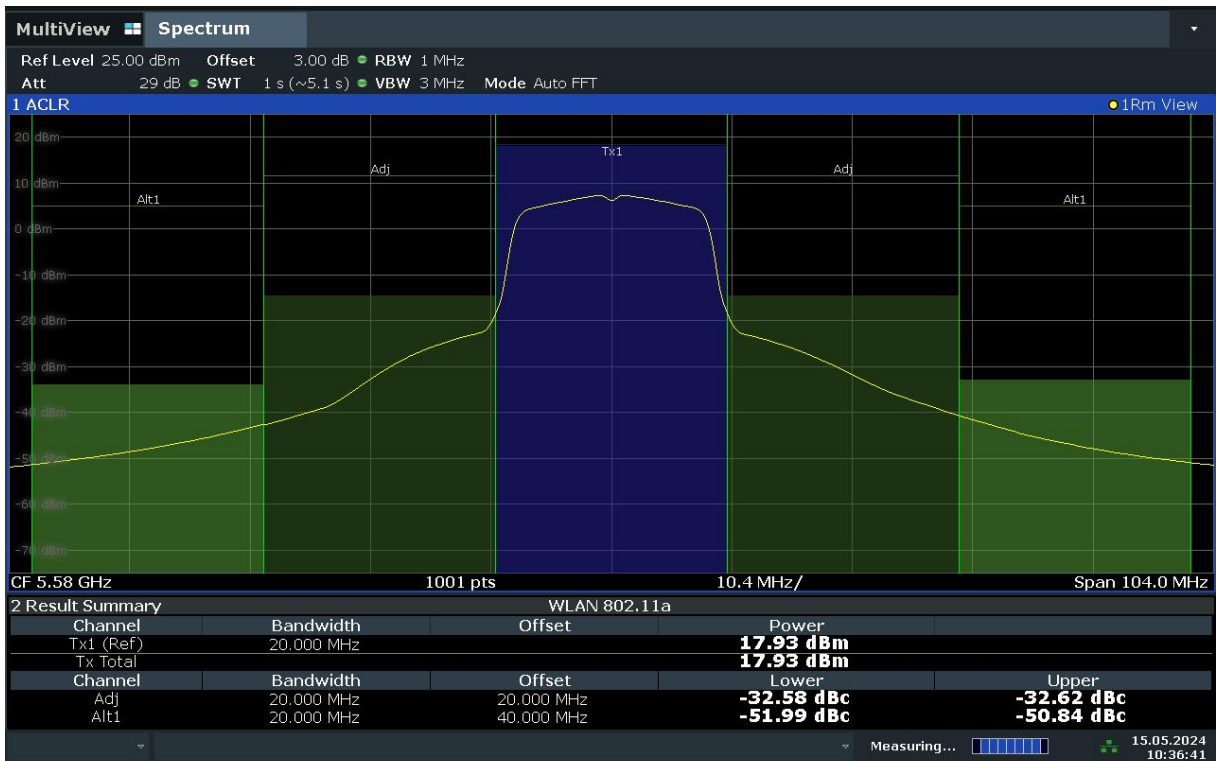 MultiView Spectrum
Ref Level 25.00 dBm Offset 3.00 dB RBW 1 MHz
Att 29 dB SWT 1 s (~5.1 s) VBW 3 MHz Mode Auto FFT
1 ACLR 1Rm View
20 dBm
Tx1
Adj Adj
10 dBm
Alt1 Alt1
0 dBm
-10 dBm
-20 dBm
-30 dBm
-40 dBm
-50 dBm
-60 dBm
-70 dBm
CF 5.58 GHz 1001 pts 10.4 MHz/ Span 104.0 MHz
2 Result Summary WLAN 802.11a
Channel Bandwidth Offset Power
Tx1 (Ref) 20.000 MHz 17.93 dBm
Tx Total 17.93 dBm
Channel Bandwidth Offset Lower Upper
Adj 20.000 MHz 20.000 MHz -32.58 dBc -32.62 dBc
Alt1 20.000 MHz 40.000 MHz -51.99 dBc -50.84 dBc
Measuring... 15.05.2024
10:36:41